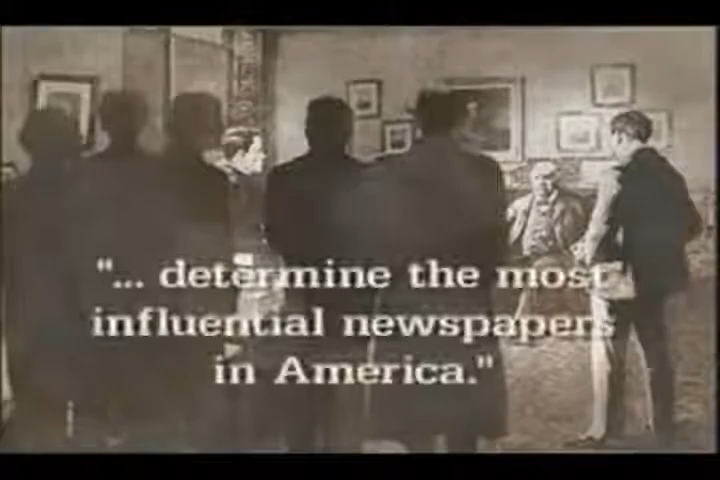 "... determine the most
influential newspapers
in America."